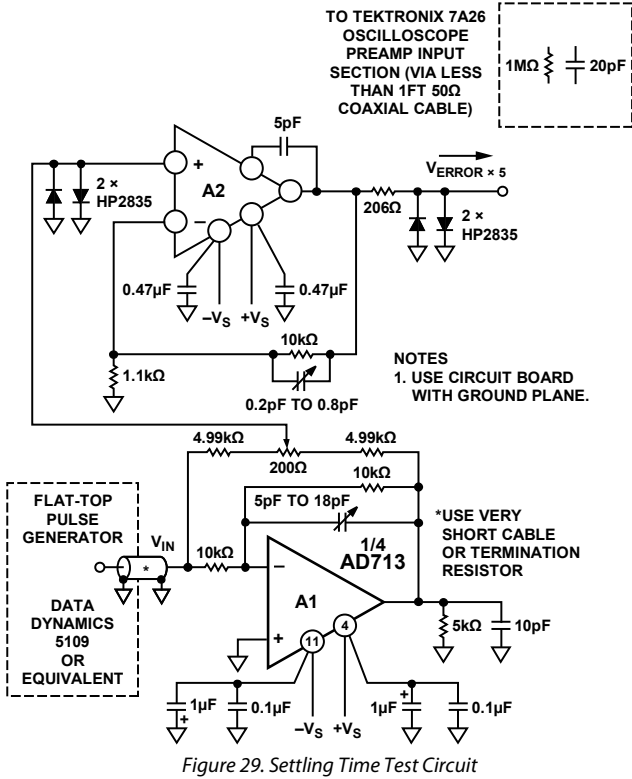 TO TEKTRONIX 7A26
OSCILLOSCOPE
PREAMP INPUT
SECTION (VIA LESS
THAN 1FT 50Ω
COAXIAL CABLE)
1MΩ
20pF
5pF
+
A2
–
2 ×
HP2835
VERROR × 5
206Ω
2 ×
HP2835
0.47µF
–VS
+VS
0.47µF
10kΩ
1.1kΩ
0.2pF TO 0.8pF
NOTES
1. USE CIRCUIT BOARD
WITH GROUND PLANE.
4.99kΩ
200Ω
4.99kΩ
10kΩ
5pF TO 18pF
FLAT-TOP
PULSE
GENERATOR
VIN
*
10kΩ
–
1/4
AD713
A1
+
11
4
*USE VERY
SHORT CABLE
OR TERMINATION
RESISTOR
DATA
DYNAMICS
5109
OR
EQUIVALENT
5kΩ
10pF
1µF
+
0.1µF
–VS
+VS
+
1µF
0.1µF
Figure 29. Settling Time Test Circuit